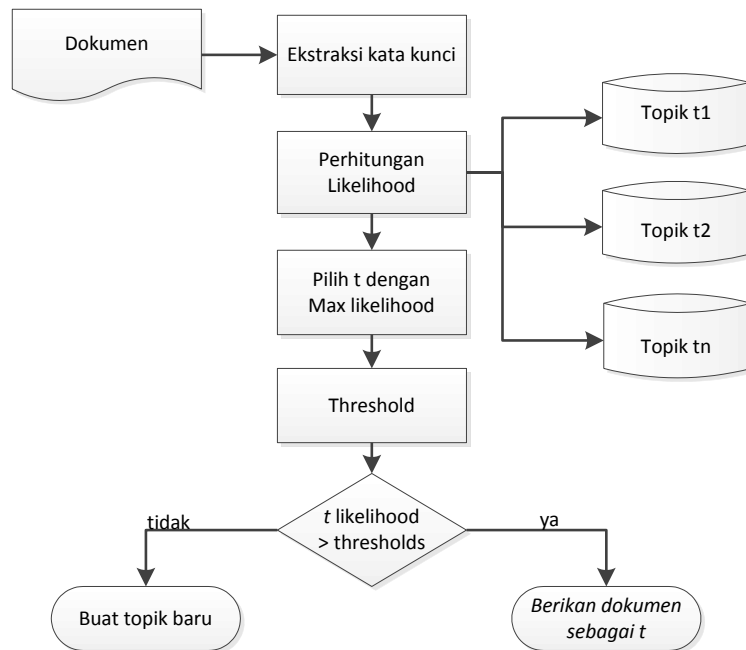 Dokumen
Ekstraksi kata kunci
Topik t1
Perhitungan
Likelihood
Topik t2
Pilih t dengan
Max likelihood
Topik tn
Threshold
t likelihood
> thresholds
tidak
ya
Buat topik baru
Berikan dokumen
sebagai t